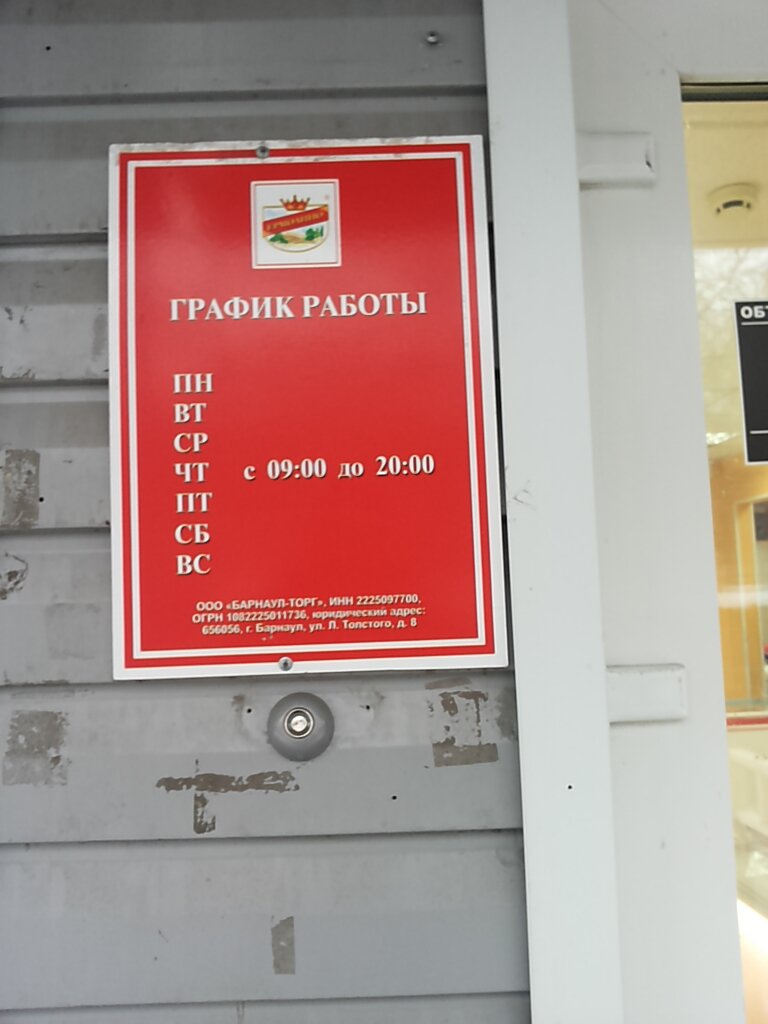 ЕРМОЛИНО
ГРАФИК РАБОТЫ
ПН
ВТ
СР
ЧТ с 09:00 до 20:00
ПТ
СБ
ВС
ООО «БАРНАУЛ-ТОРГ», ИНН 2225097700,
ОГРН 1082225011736, юридический адрес:
656056, г. Барнаул, ул. Л. Толстого, д. 8